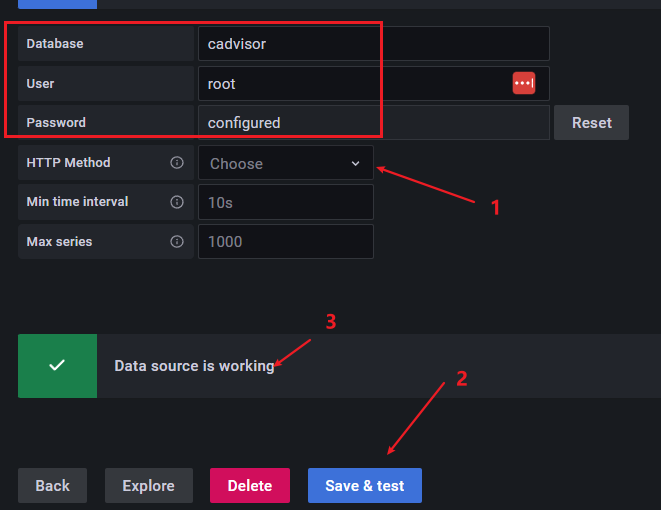 Database cadvisor
User root
Password configured Reset
HTTP Method Choose
1
Min time interval 10s
Max series 1000
3
Data source is working
2
Back Explore Delete Save & test